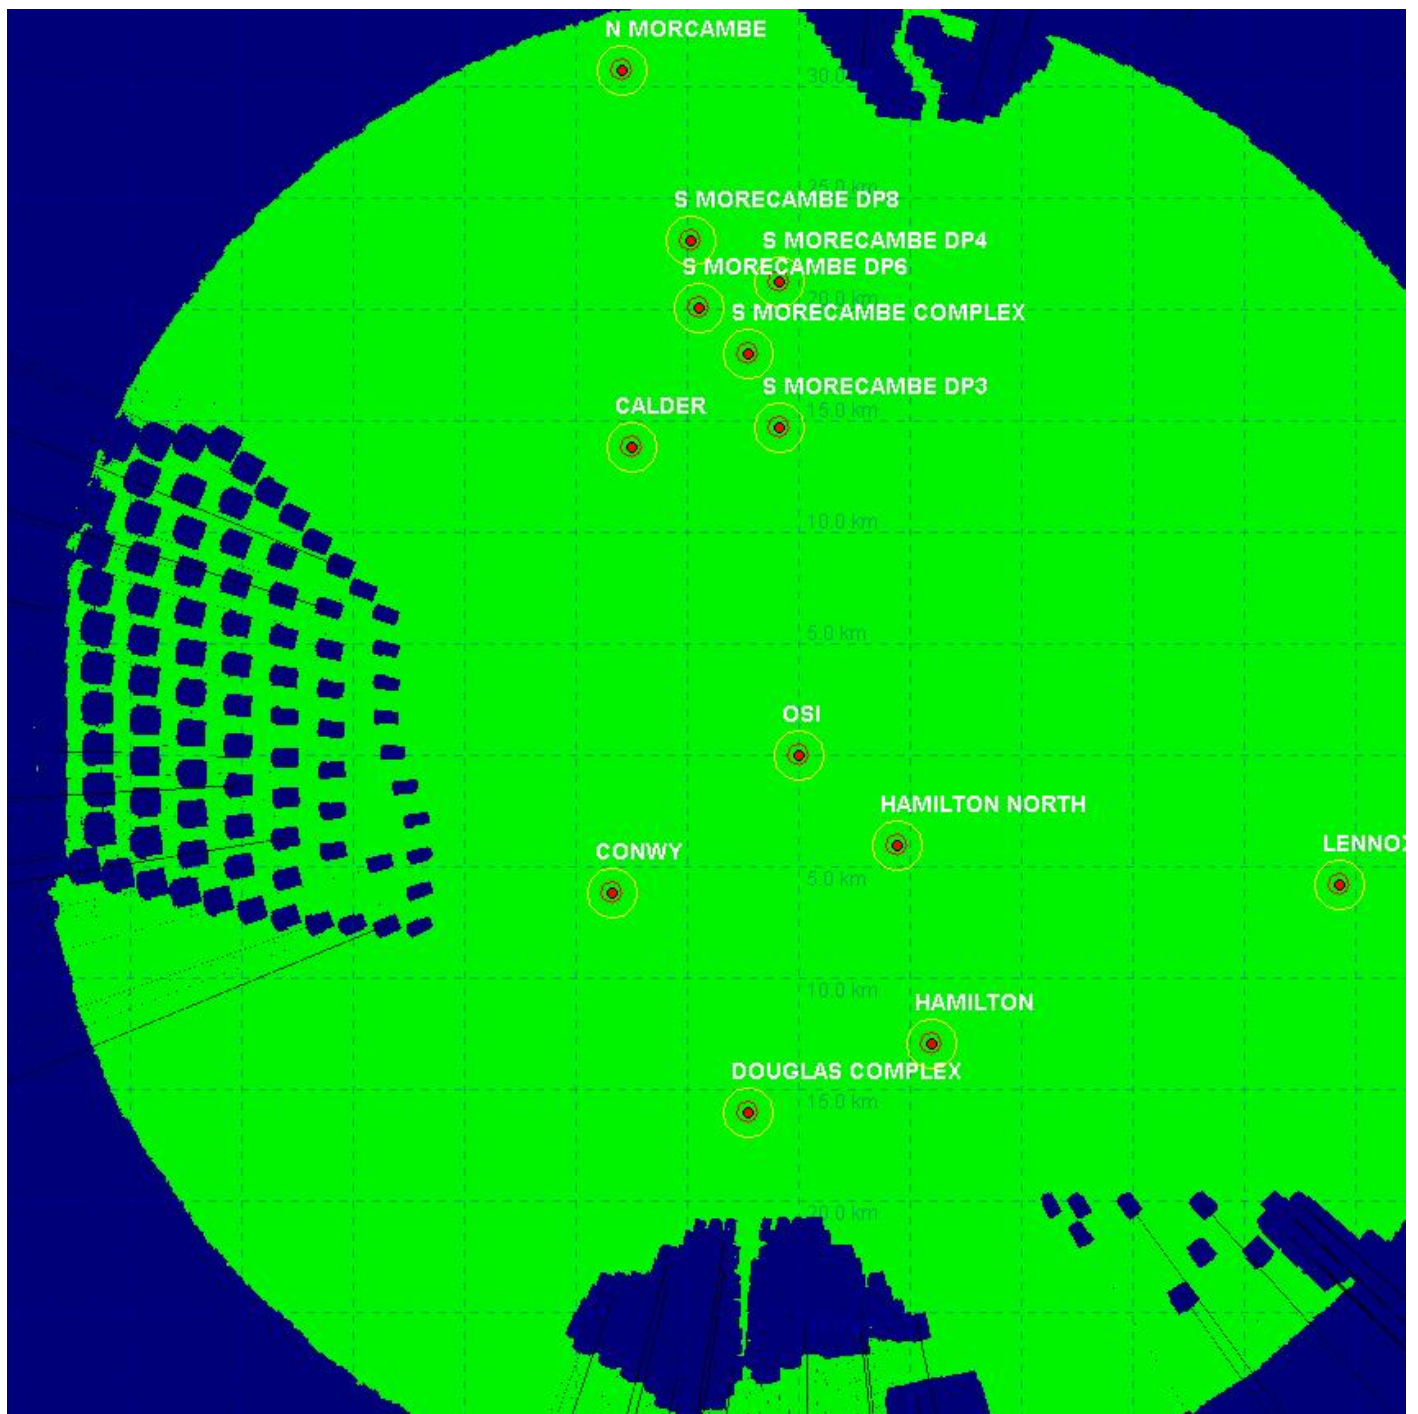 N MORCAMBE
30.0
25.0 km
S MORECAMBE DP8
S MORECAMBE DP4
S MORECAMBE DP6
20.0 km
S MORECAMBE COMPLEX
S MORECAMBE DP3
CALDER
15.0 km
10.0 km
5.0 km
OSI
HAMILTON NORTH
LENNOX
CONWY
5.0 km
10.0 km
HAMILTON
DOUGLAS COMPLEX
15.0 km
20.0 km